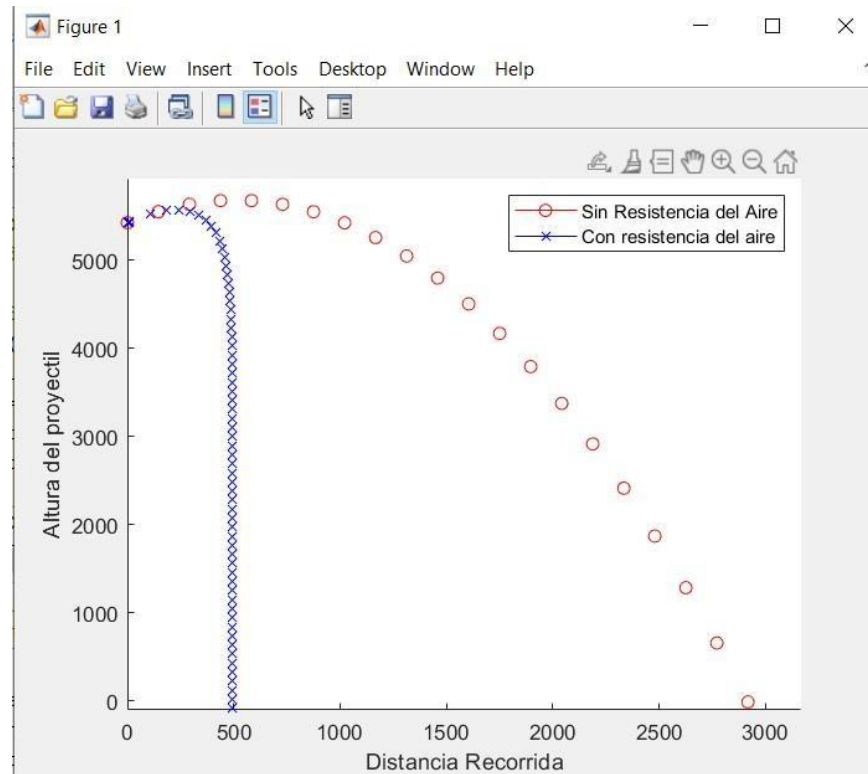 Figure 1
File Edit View Insert Tools Desktop Window Help
Sin Resistencia del Aire
Con resistencia del aire
Altura del proyectil
5000
4000
3000
2000
1000
0
0 500 1000 1500 2000 2500 3000
Distancia Recorrida